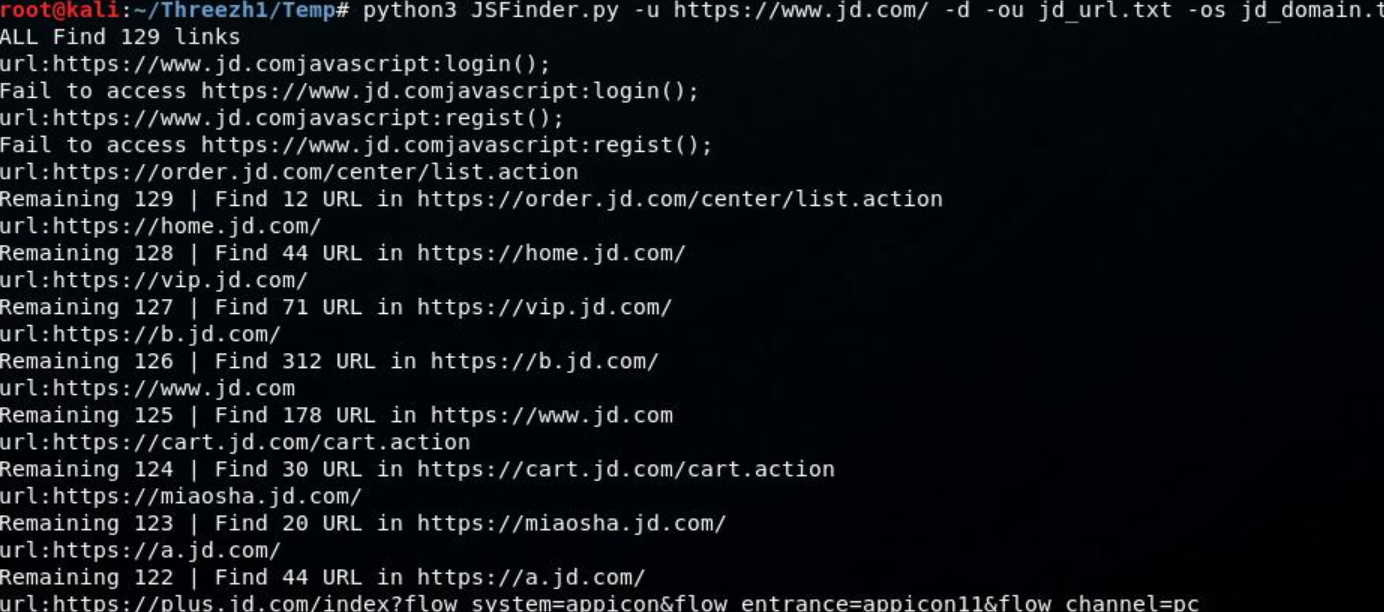 root@kali:~/Threezh1/Temp# python3 JSFinder.py -u https://www.jd.com/ -d -ou jd_url.txt -os jd_domain.t
ALL Find 129 links
url:https://www.jd.comjavascript:login();
Fail to access https://www.jd.comjavascript:login();
url:https://www.jd.comjavascript:regist();
Fail to access https://www.jd.comjavascript:regist();
url:https://order.jd.com/center/list.action
Remaining 129 | Find 12 URL in https://order.jd.com/center/list.action
url:https://home.jd.com/
Remaining 128 | Find 44 URL in https://home.jd.com/
url:https://vip.jd.com/
Remaining 127 | Find 71 URL in https://vip.jd.com/
url:https://b.jd.com/
Remaining 126 | Find 312 URL in https://b.jd.com/
url:https://www.jd.com
Remaining 125 | Find 178 URL in https://www.jd.com
url:https://cart.jd.com/cart.action
Remaining 124 | Find 30 URL in https://cart.jd.com/cart.action
url:https://miaosha.jd.com/
Remaining 123 | Find 20 URL in https://miaosha.jd.com/
url:https://a.jd.com/
Remaining 122 | Find 44 URL in https://a.jd.com/
url:https://plus.jd.com/index?flow_system=appicon&flow_entrance=appicon11&flow_channel=pc